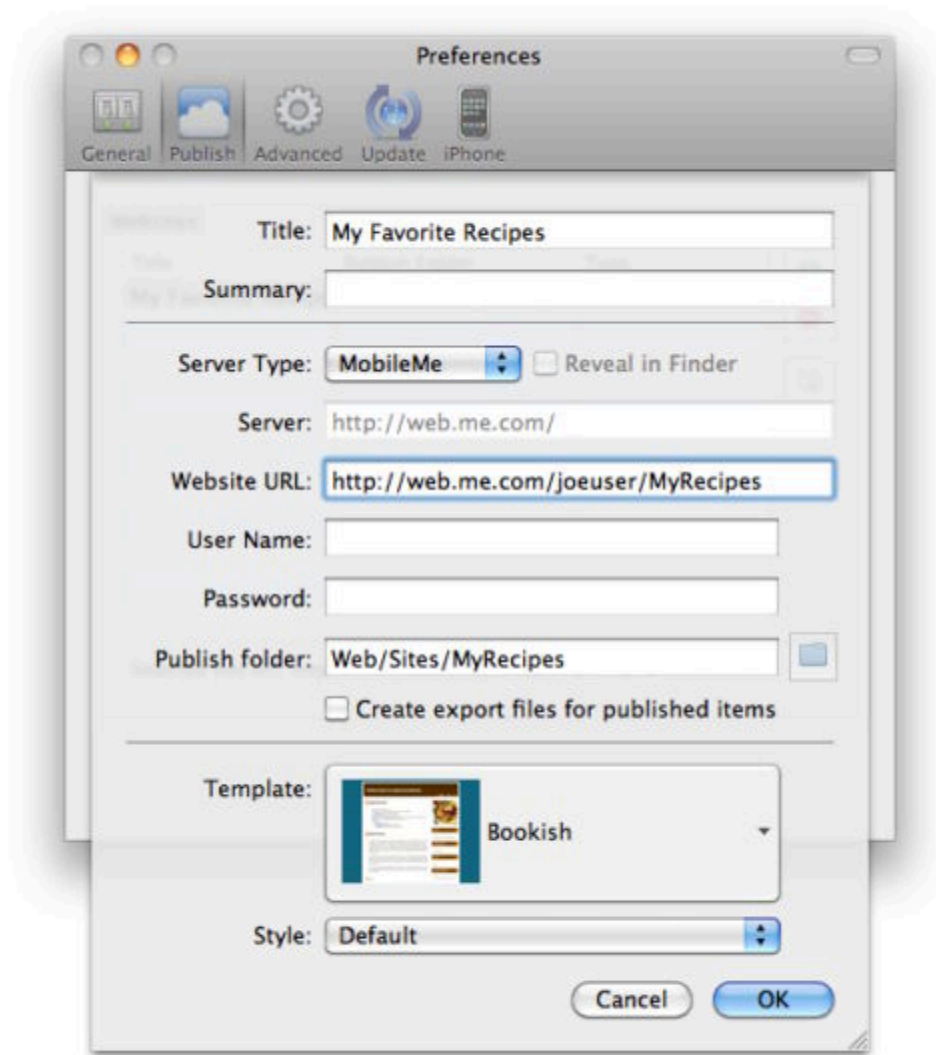 Preferences
General Publish Advanced Update iPhone
Title: My Favorite Recipes
Summary:
Server Type: MobileMe Reveal in Finder
Server: http://web.me.com/
Website URL: http://web.me.com/joeuser/MyRecipes
User Name:
Password:
Publish folder: Web/Sites/MyRecipes
Create export files for published items
Template: Bookish
Style: Default
Cancel OK